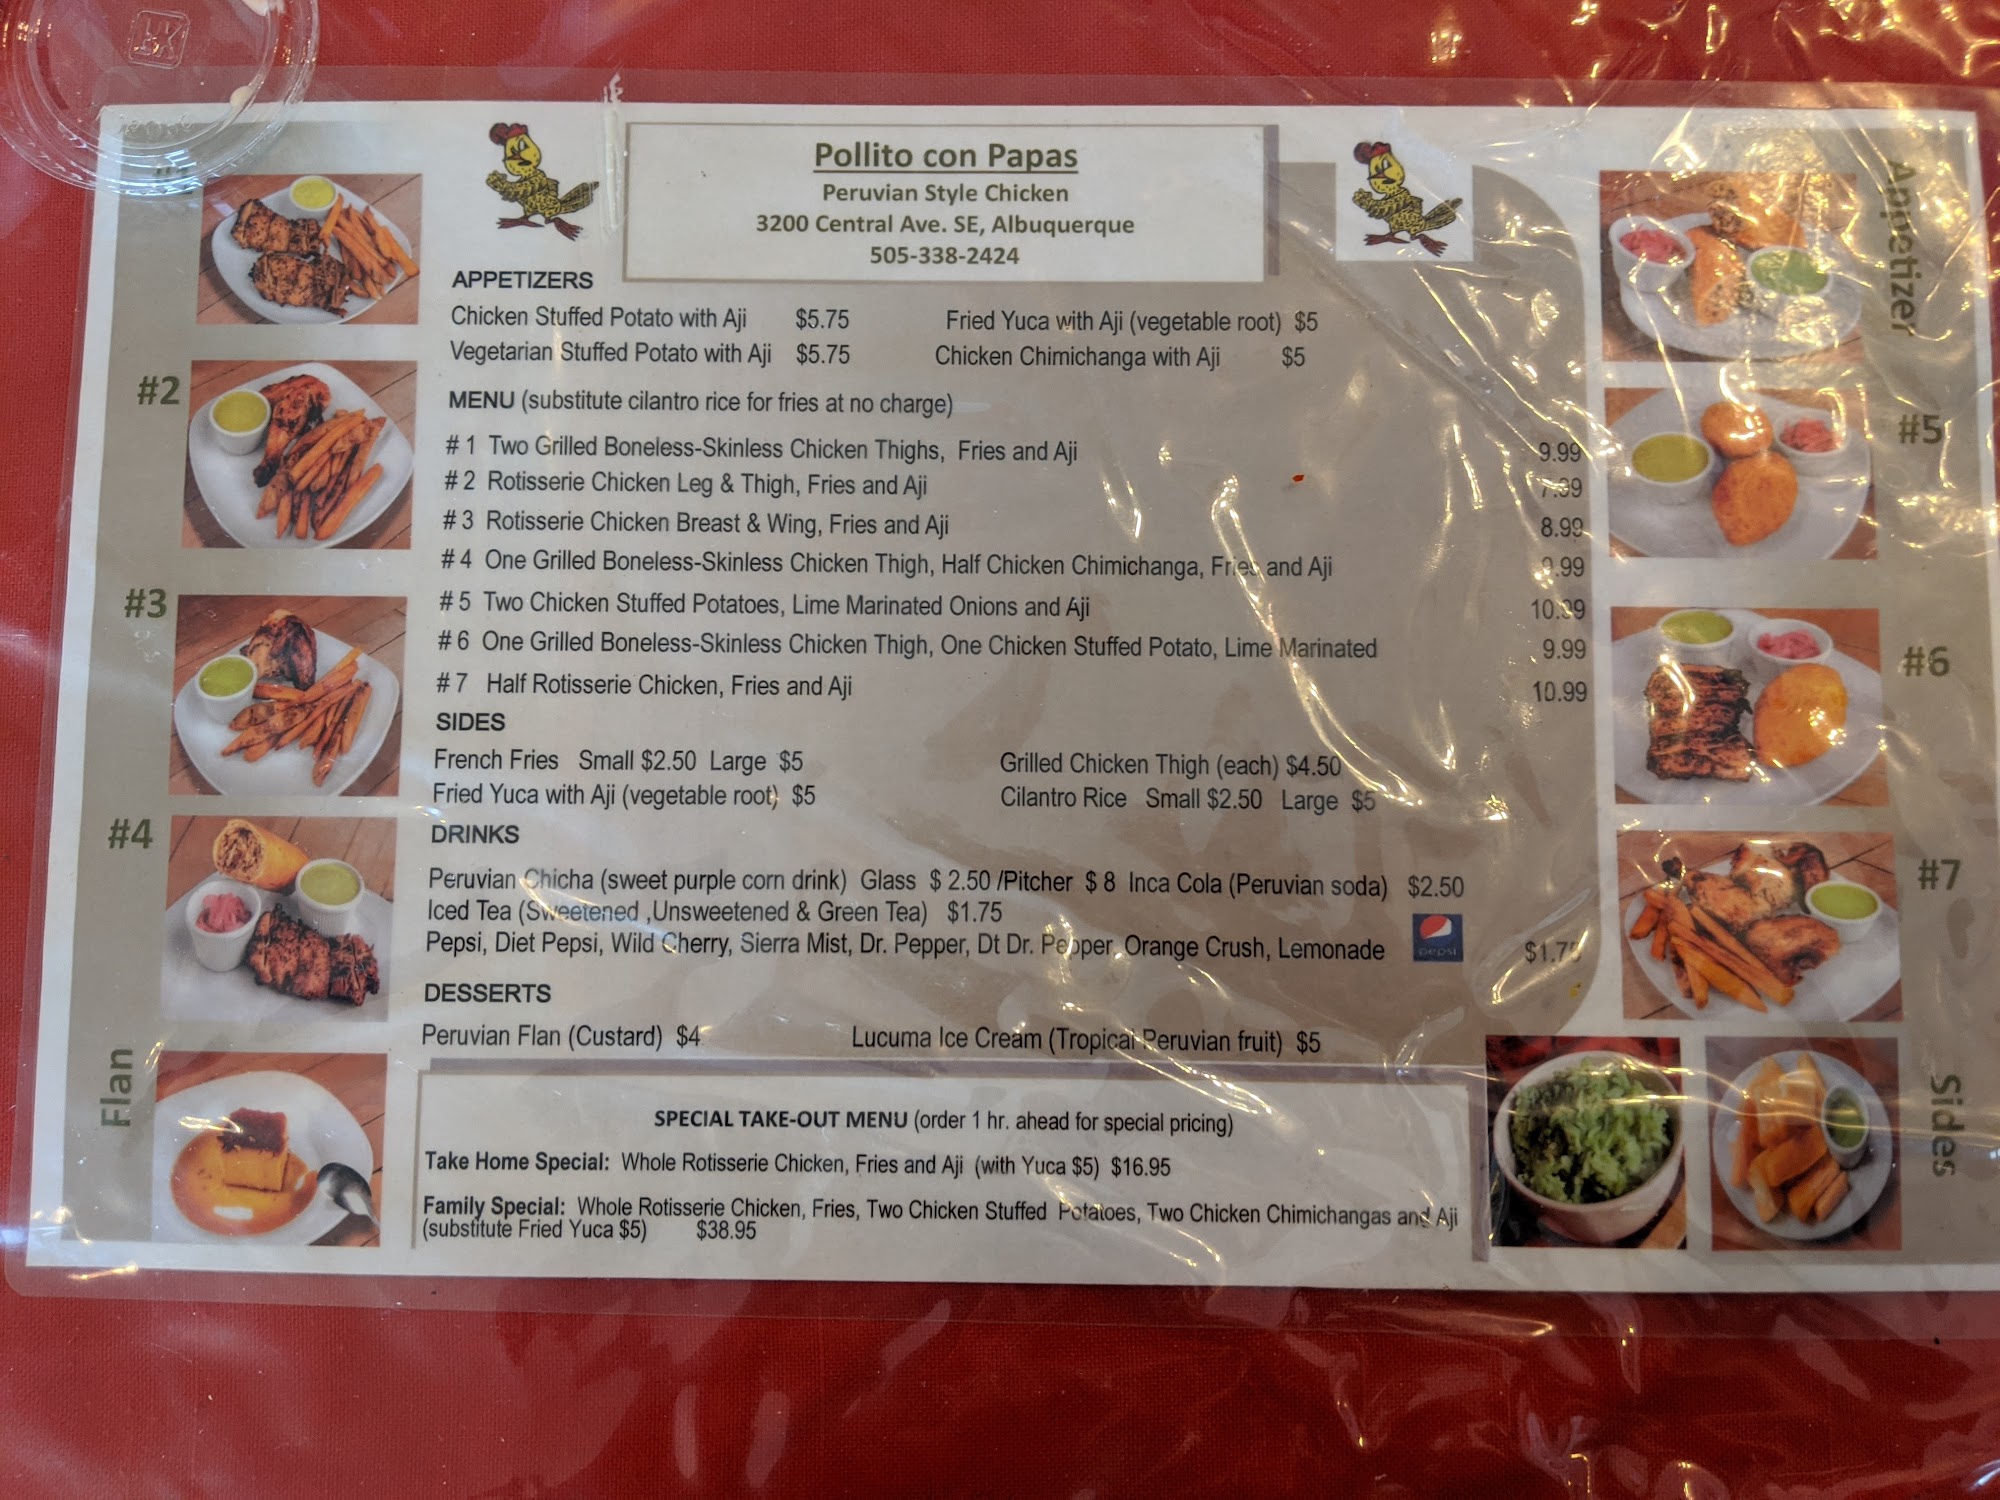 Pollito con Papas
Peruvian Style Chicken
3200 Central Ave. SE, Albuquerque
505-338-2424
APPETIZERS
Chicken Stuffed Potato with Aji $5.75 Fried Yuca with Aji (vegetable root) $5
Vegetarian Stuffed Potato with Aji $5.75 Chicken Chimichanga with Aji $5
MENU (substitute cilantro rice for fries at no charge)
# 1 Two Grilled Boneless-Skinless Chicken Thighs, Fries and Aji 9.99
# 2 Rotisserie Chicken Leg & Thigh, Fries and Aji 7.99
# 3 Rotisserie Chicken Breast & Wing, Fries and Aji 8.99
# 4 One Grilled Boneless-Skinless Chicken Thigh, Half Chicken Chimichanga, Fries and Aji 9.99
# 5 Two Chicken Stuffed Potatoes, Lime Marinated Onions and Aji 10.99
# 6 One Grilled Boneless-Skinless Chicken Thigh, One Chicken Stuffed Potato, Lime Marinated 9.99
# 7 Half Rotisserie Chicken, Fries and Aji 10.99
SIDES
French Fries Small $2.50 Large $5 Grilled Chicken Thigh (each) $4.50
Fried Yuca with Aji (vegetable root) $5 Cilantro Rice Small $2.50 Large $5
DRINKS
Peruvian Chicha (sweet purple corn drink) Glass $ 2.50 /Pitcher $ 8 Inca Cola (Peruvian soda) $2.50
Iced Tea (Sweetened ,Unsweetened & Green Tea) $1.75
Pepsi, Diet Pepsi, Wild Cherry, Sierra Mist, Dr. Pepper, Dt Dr. Pepper, Orange Crush, Lemonade pepsi $1.75
DESSERTS
Peruvian Flan (Custard) $4 Lucuma Ice Cream (Tropical Peruvian fruit) $5
SPECIAL TAKE-OUT MENU (order 1 hr. ahead for special pricing)
Take Home Special: Whole Rotisserie Chicken, Fries and Aji (with Yuca $5) $16.95
Family Special: Whole Rotisserie Chicken, Fries, Two Chicken Stuffed Potatoes, Two Chicken Chimichangas and Aji
(substitute Fried Yuca $5) $38.95
#2
#3
#4
Flan
Appetizer
#5
#6
#7
Sides